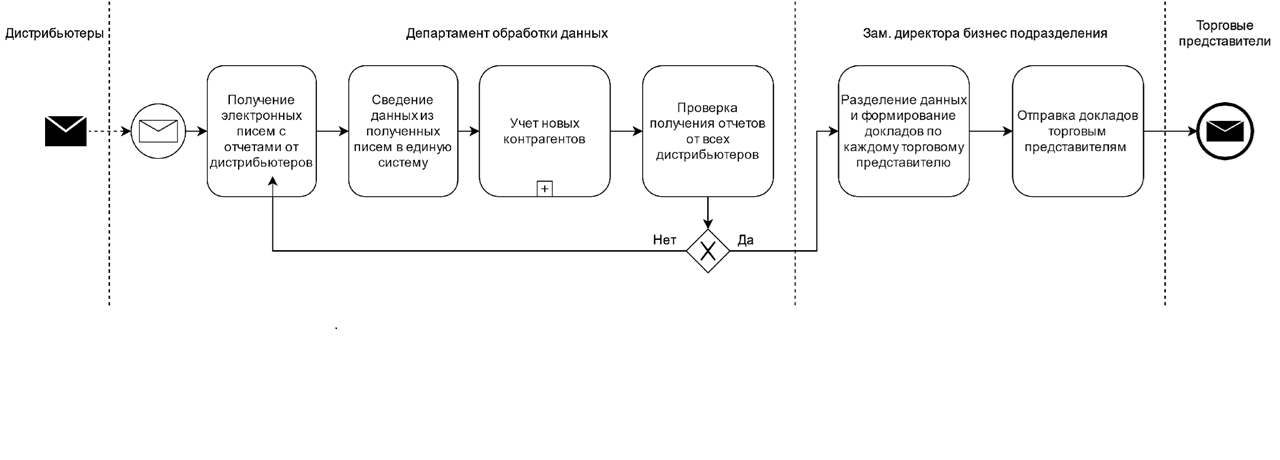 Дистрибьютеры
Департамент обработки данных
Зам. директора бизнес подразделения
Торговые
представители
Получение
электронных
писем с
отчетами от
дистрибьютеров
Сведение
данных из
полученных
писем в единую
систему
Учет новых
контрагентов
Проверка
получения отчетов
от всех
дистрибьютеров
Разделение данных
и формирование
докладов по
каждому торговому
представителю
Отправка докладов
торговым
представителям
Нет
Да